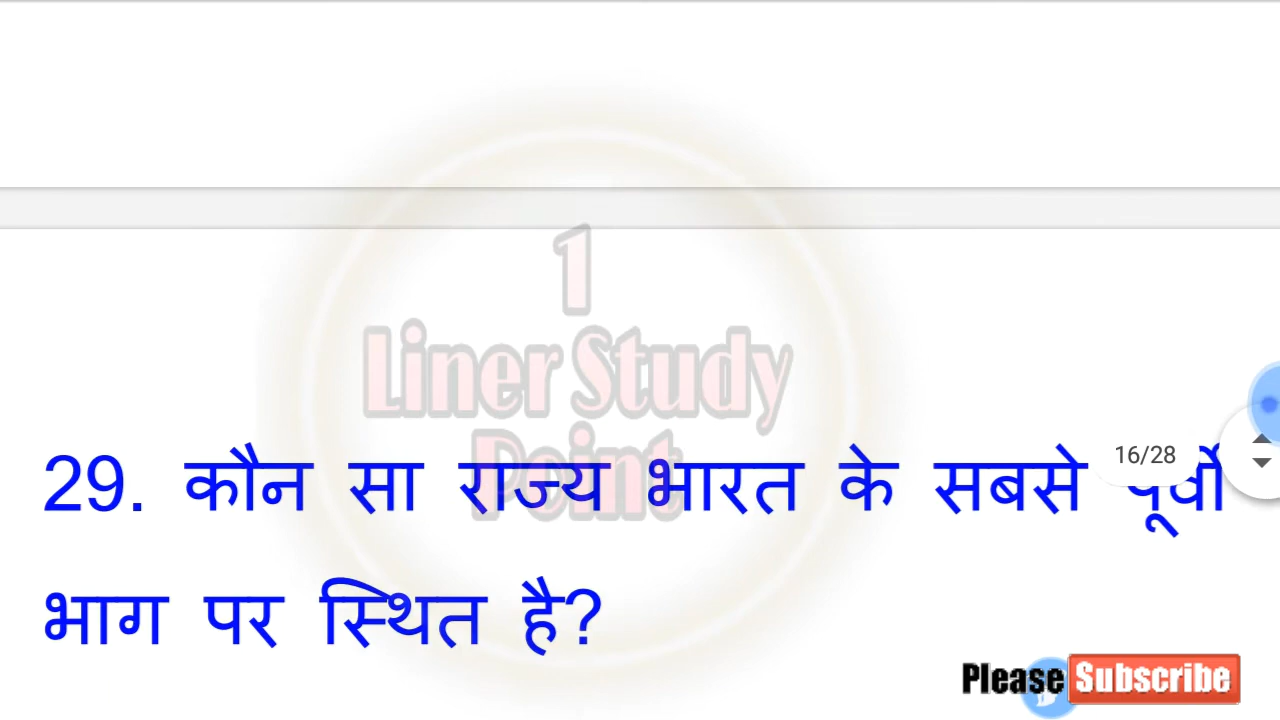 1
Liner Study
Point
29. कौन सा राज्य भारत के सबसे पूर्वी
16/28
भाग पर स्थित है?
Please Subscribe